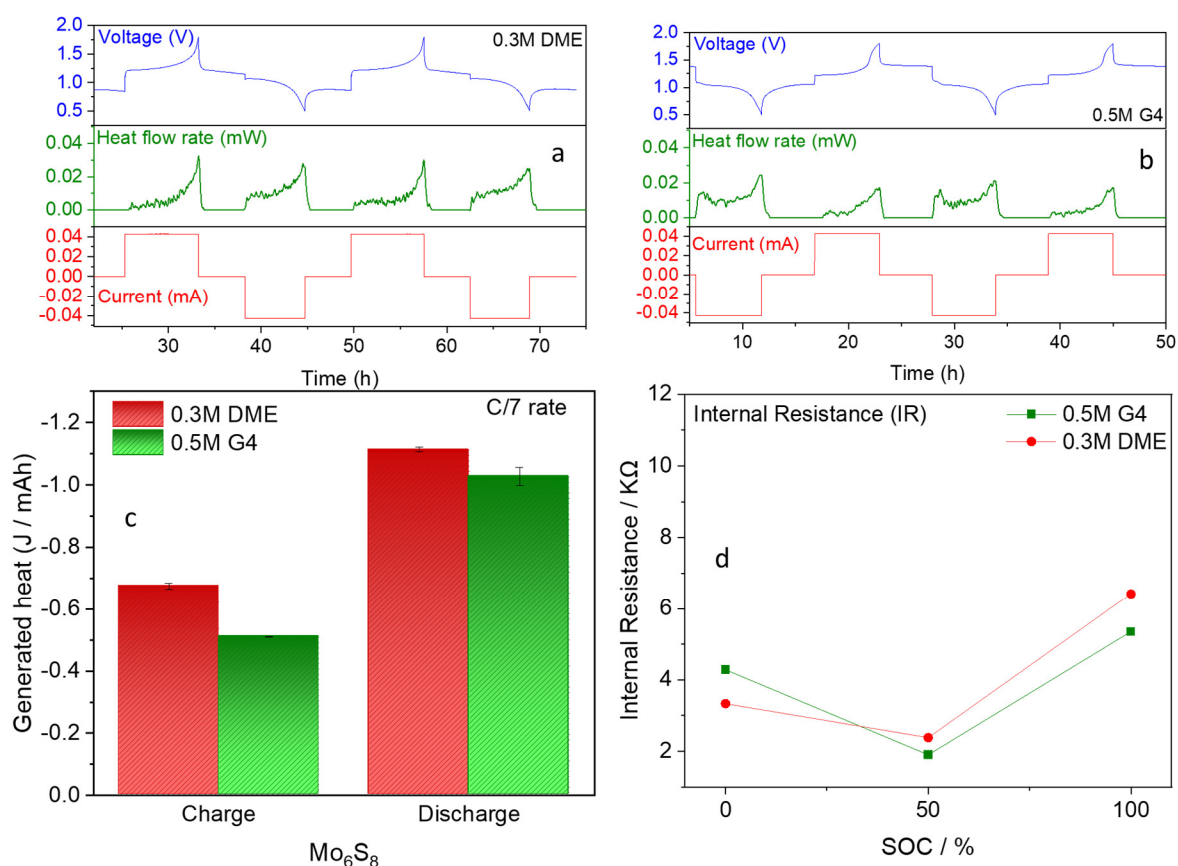 2.0
Voltage (V)
0.3M DME
1.5
1.0
0.5
Heat flow rate (mW)
0.04
a
0.02
0.00
0.04
0.02
0.00
-0.02
Current (mA)
-0.04
30 40 50 60 70
Time (h)
2.0
Voltage (V)
1.5
1.0
0.5
0.5M G4
0.04
Heat flow rate (mW)
b
0.02
0.00
0.04
0.02
0.00
-0.02
Current (mA)
-0.04
10 20 30 40 50
Time (h)
0.3M DME
0.5M G4
C/7 rate
-1.2
-1.0
c
-0.8
-0.6
-0.4
-0.2
0.0
Generated heat (J / mAh)
Charge Discharge
Mo6S8
Internal Resistance (IR)
0.5M G4
0.3M DME
12
10
8
d
6
4
2
Internal Resistance / KΩ
0 50 100
SOC / %